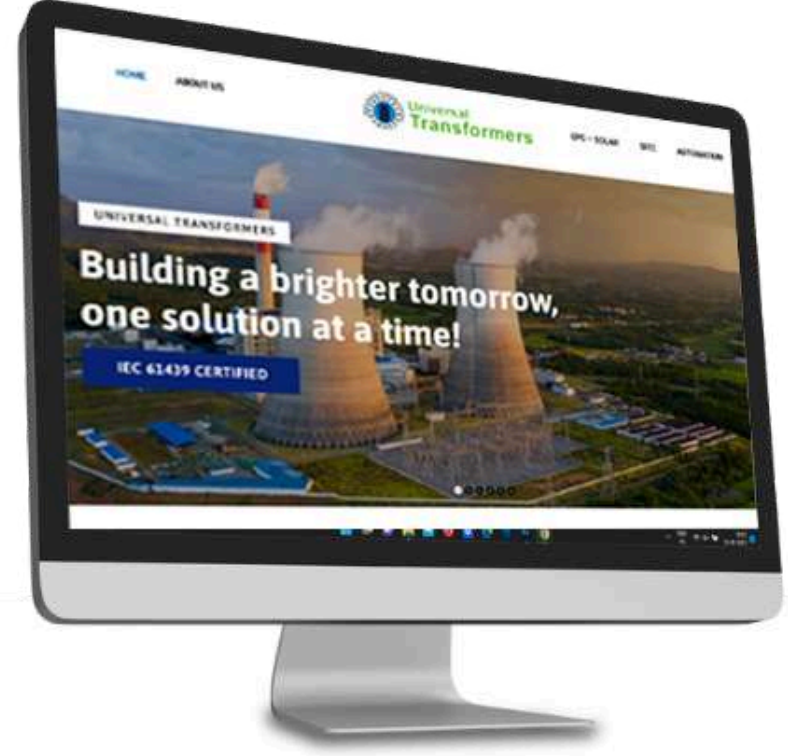 HOME ABOUT US
Universal
Transformers
EPC - SOLAR SITE AUTOMATION
UNIVERSAL TRANSFORMERS
Building a brighter tomorrow,
one solution at a time!
IEC 61439 CERTIFIED